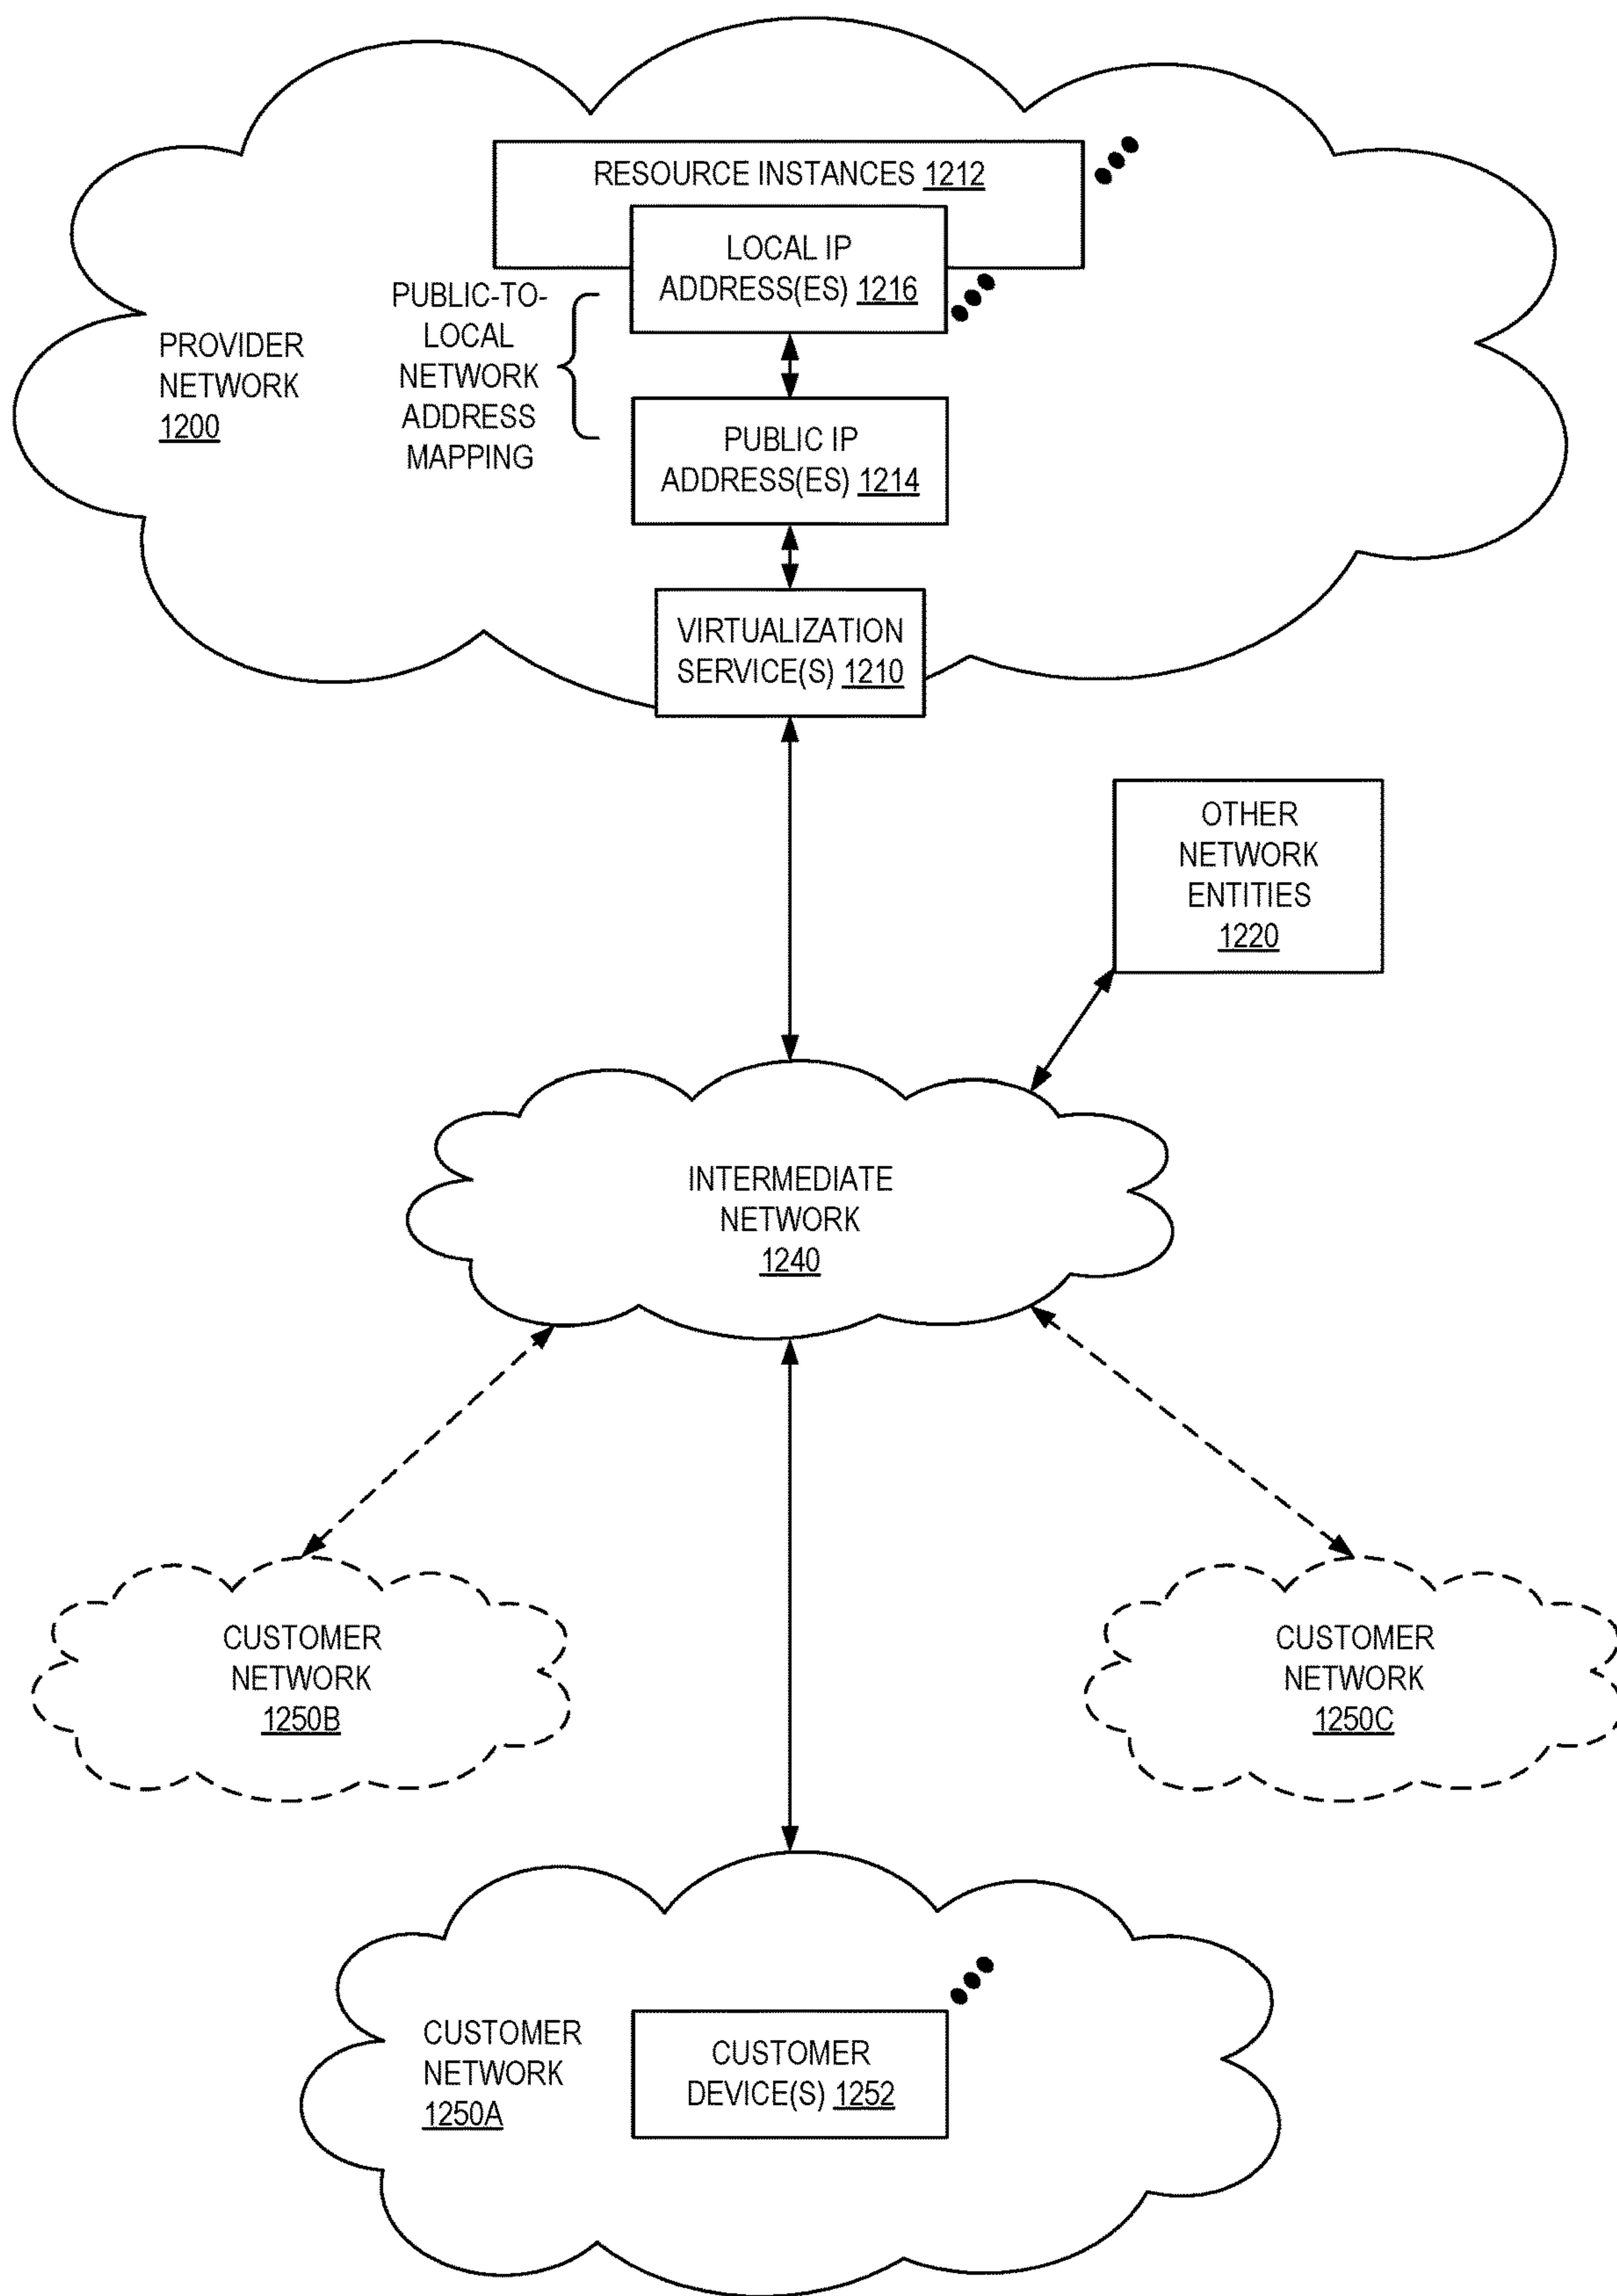 RESOURCE INSTANCES 1212
LOCAL IP
ADDRESS(ES) 1216
PUBLIC-TO-
LOCAL
NETWORK
ADDRESS
MAPPING
PROVIDER
NETWORK
1200
PUBLIC IP
ADDRESS(ES) 1214
VIRTUALIZATION
SERVICE(S) 1210
OTHER
NETWORK
ENTITIES
1220
INTERMEDIATE
NETWORK
1240
CUSTOMER
NETWORK
1250B
CUSTOMER
NETWORK
1250C
CUSTOMER
NETWORK
1250A
CUSTOMER
DEVICE(S) 1252